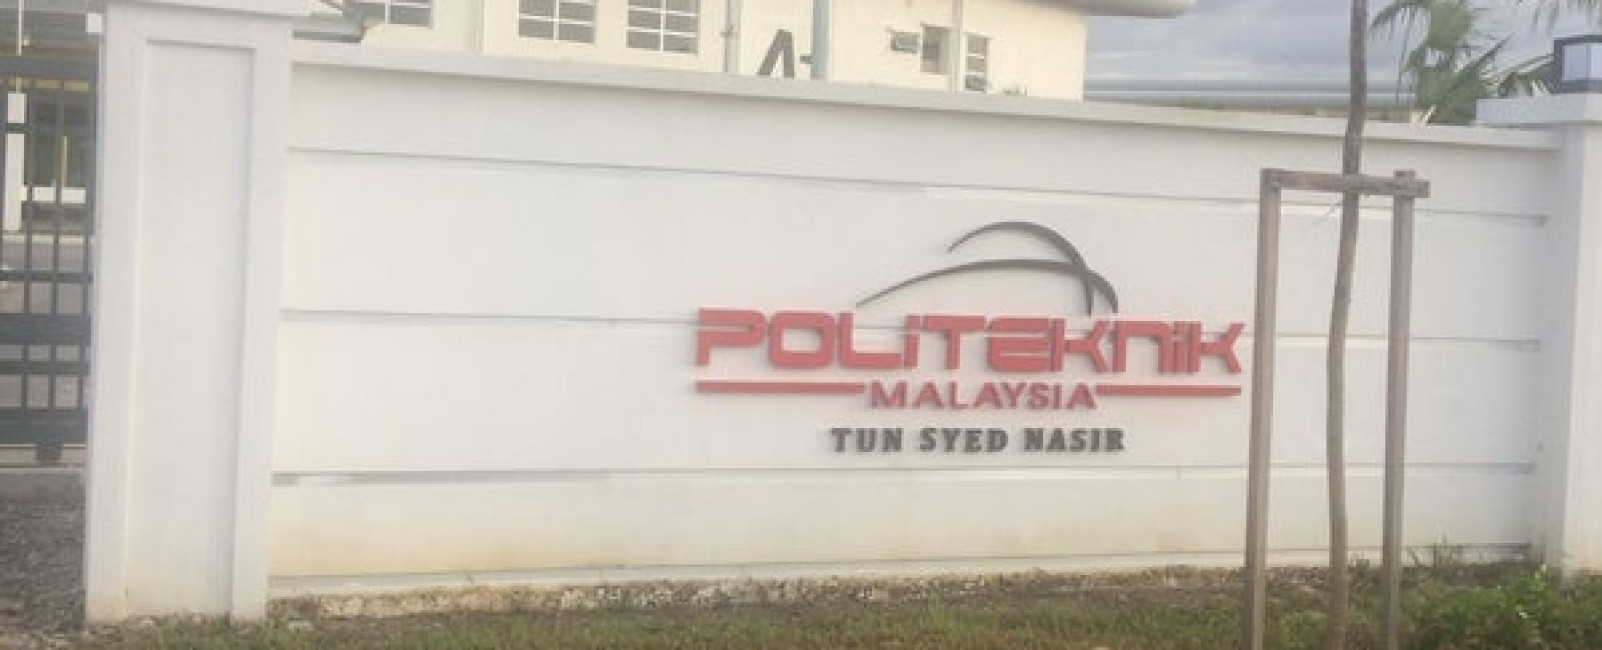 POLiTEKniK
MALAYSIA
TUN SYED NASIR